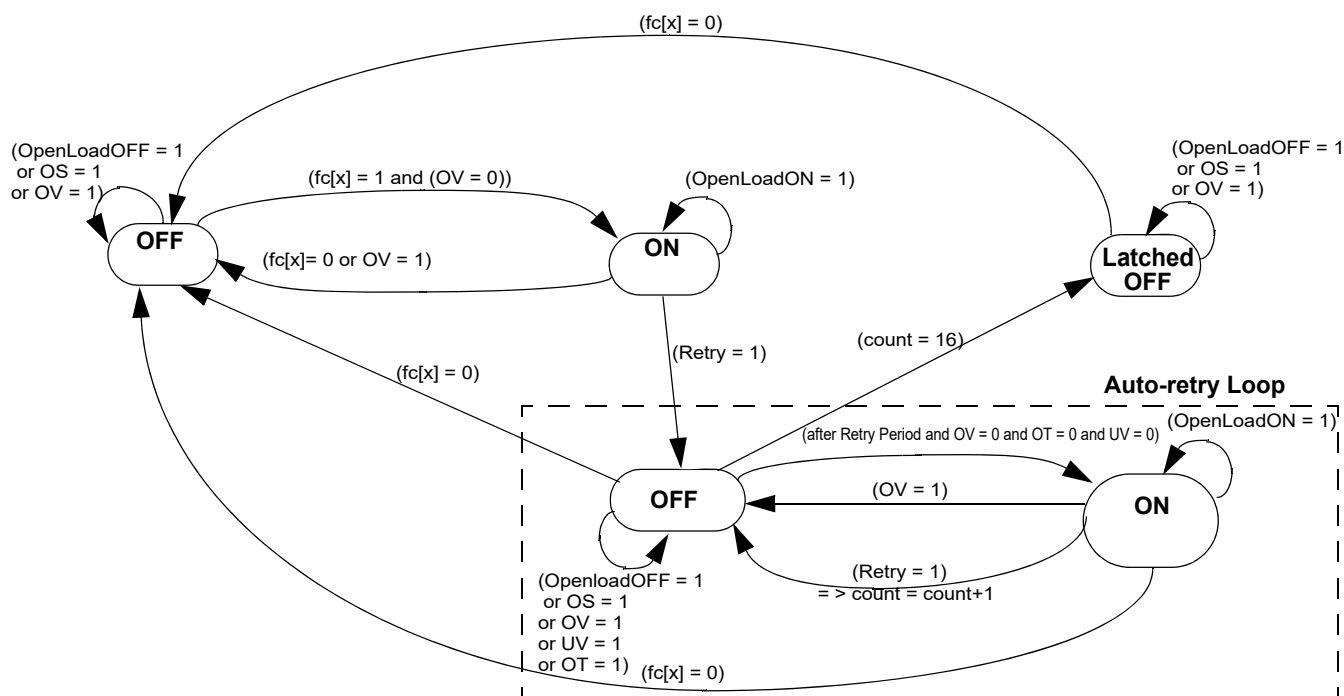 (fc[x] = 0)
(OpenLoadOFF = 1
or OS = 1
or OV = 1)
(fc[x] = 1 and (OV = 0))
(OpenLoadON = 1)
(OpenLoadOFF = 1
or OS = 1
or OV = 1)
OFF
ON
Latched
OFF
(fc[x]= 0 or OV = 1)
(Retry = 1)
(count = 16)
(fc[x] = 0)
Auto-retry Loop
(OpenLoadON = 1)
(after Retry Period and OV = 0 and OT = 0 and UV = 0)
OFF
(OV = 1)
ON
(Retry = 1)
= > count = count+1
(OpenloadOFF = 1
or OS = 1
or OV = 1
or UV = 1
or OT = 1)
(fc[x] = 0)